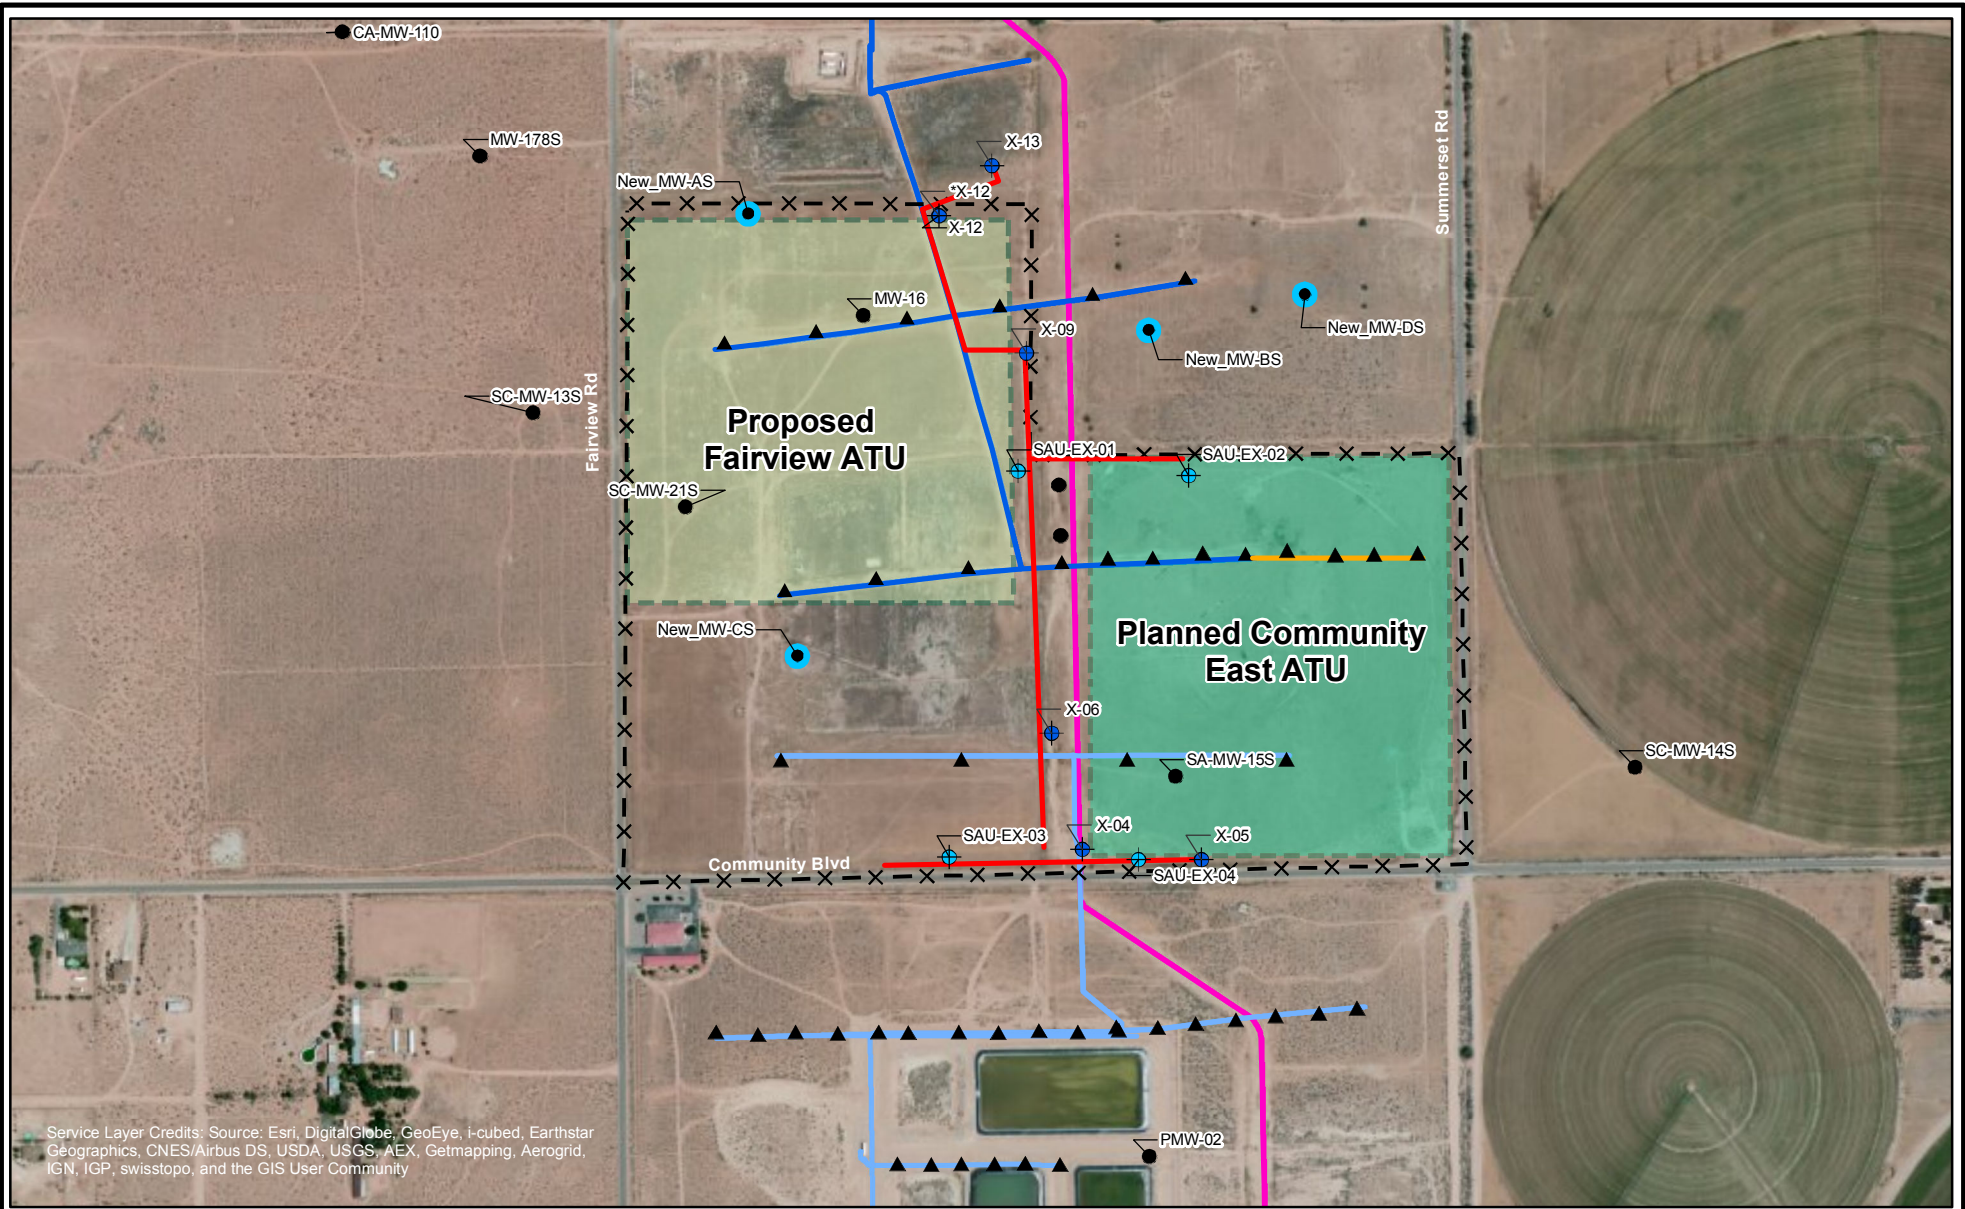 CA-MW-110
MW-178S
X-13
New_MW-AS
*X-12
X-12
Summerset Rd
MW-16
New_MW-DS
X-09
New_MW-BS
Fairview Rd
SC-MW-13S
Proposed
Fairview ATU
SAU-EX-01
SAU-EX-02
SC-MW-21S
New_MW-CS
Planned Community
East ATU
X-06
SA-MW-15S
SC-MW-14S
SAU-EX-03
X-04
X-05
Community Blvd
SAU-EX-04
PMW-02
Service Layer Credits: Source: Esri, DigitalGlobe, GeoEye, i-cubed, Earthstar
Geographics, CNES/Airbus DS, USDA, USGS, AEX, Getmapping, Aerogrid,
IGN, IGP, swisstopo, and the GIS User Community